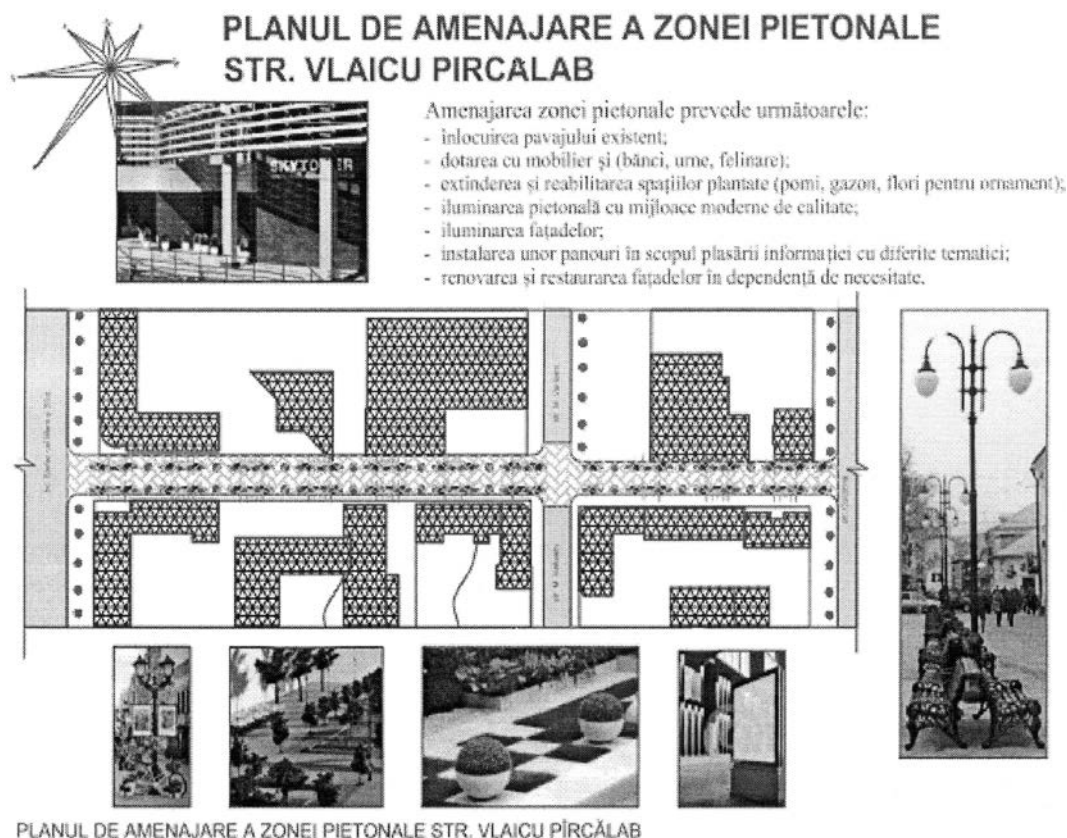 PLANUL DE AMENAJARE A ZONEI PIETONALE
STR. VLAICU PIRCĂLAB
SKYTOWER
Amenajarea zonei pietonale prevede următoarele:
- înlocuirea pavajului existent;
- dotarea cu mobilier și (bănci, urne, felinare);
- extinderea și reabilitarea spațiilor plantate (pomi, gazon, flori pentru ornament);
- iluminarea pietonală cu mijloace moderne de calitate;
- iluminarea fațadelor;
- instalarea unor panouri în scopul plasării informației cu diferite tematici;
- renovarea și restaurarea fațadelor în dependență de necesitate.
PLANUL DE AMENAJARE A ZONEI PIETONALE STR. VLAICU PÎRCĂLAB